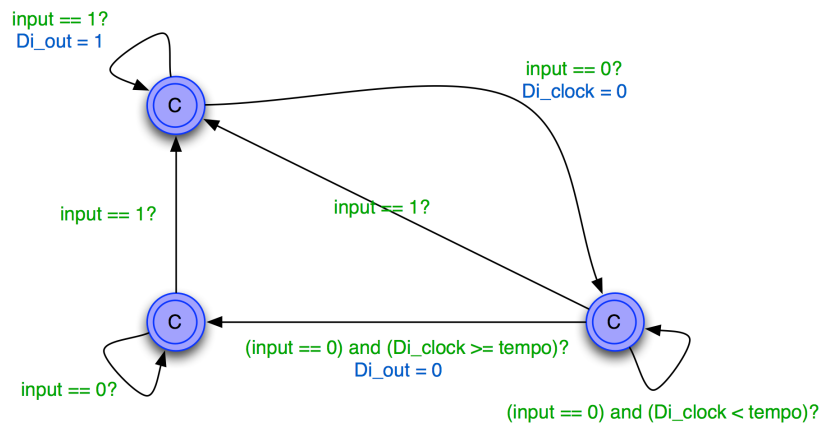 input == 1?
Di_out = 1
input == 0?
Di_clock = 0
C
input == 1?
input == 1?
C
C
(input == 0) and (Di_clock >= tempo)?
Di_out = 0
input == 0?
(input == 0) and (Di_clock < tempo)?